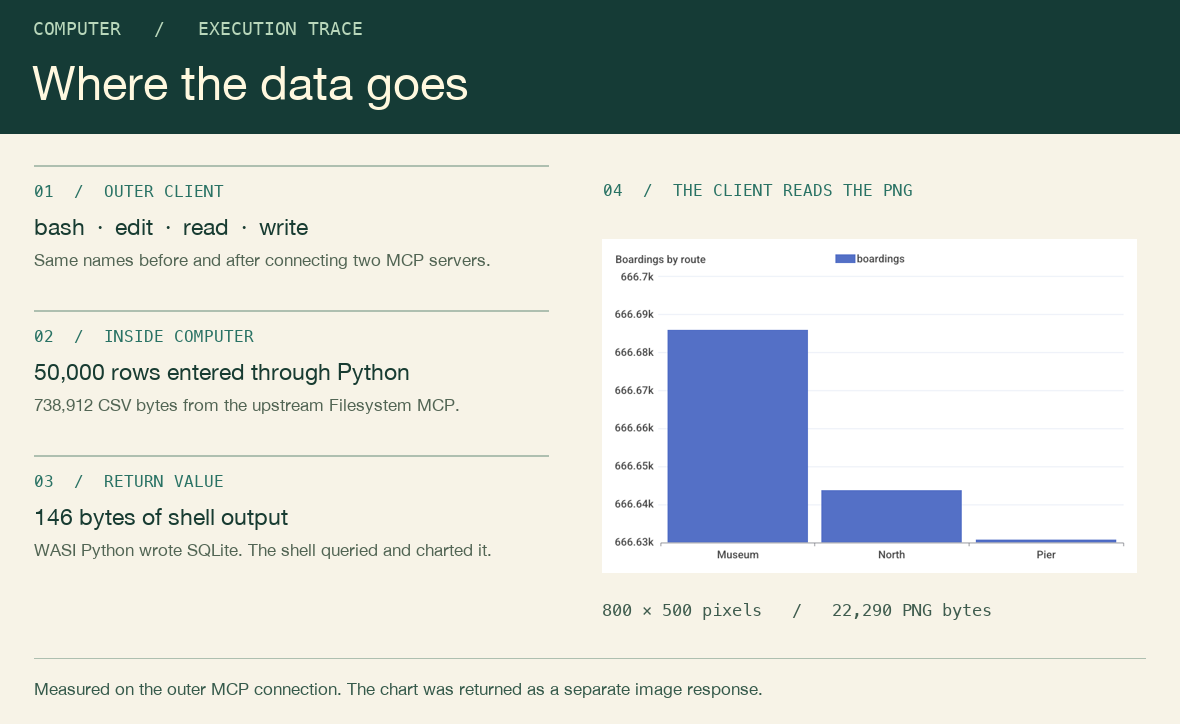 COMPUTER / EXECUTION TRACE
Where the data goes
01 / OUTER CLIENT
bash · edit · read · write
Same names before and after connecting two MCP servers.
02 / INSIDE COMPUTER
50,000 rows entered through Python
738,912 CSV bytes from the upstream Filesystem MCP.
03 / RETURN VALUE
146 bytes of shell output
WASI Python wrote SQLite. The shell queried and charted it.
04 / THE CLIENT READS THE PNG
Boardings by route
boardings
666.7k
666.69k
666.68k
666.67k
666.66k
666.65k
666.64k
666.63k
Museum North Pier
800 × 500 pixels / 22,290 PNG bytes
Measured on the outer MCP connection. The chart was returned as a separate image response.